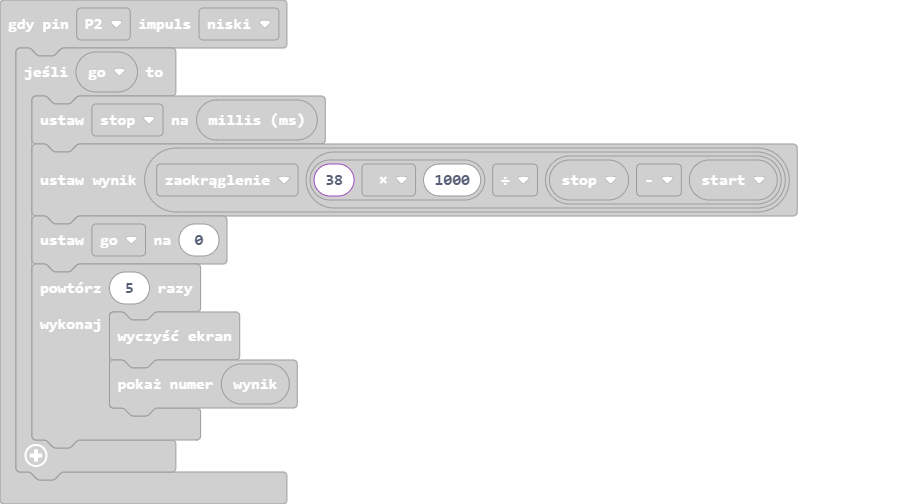 gdy pin P2 impuls niski
jeśli go to
ustaw stop na millis (ms)
ustaw wynik zaokrąglenie 38 × 1000 ÷ stop - start
ustaw go na 0
powtórz 5 razy
wykonaj
wyczyść ekran
pokaż numer wynik